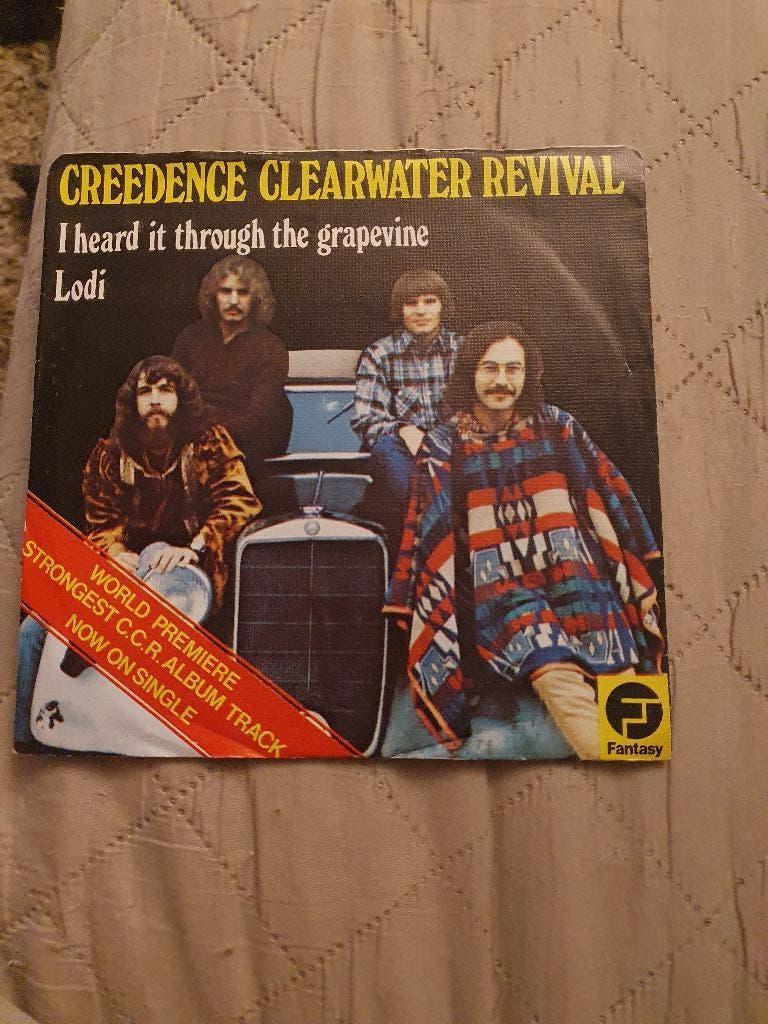 CREEDENCE CLEARWATER REVIVAL
I heard it through the grapevine
Lodi
WORLD PREMIERE
STRONGEST C.C.R. ALBUM TRACK
NOW ON SINGLE
Fantasy